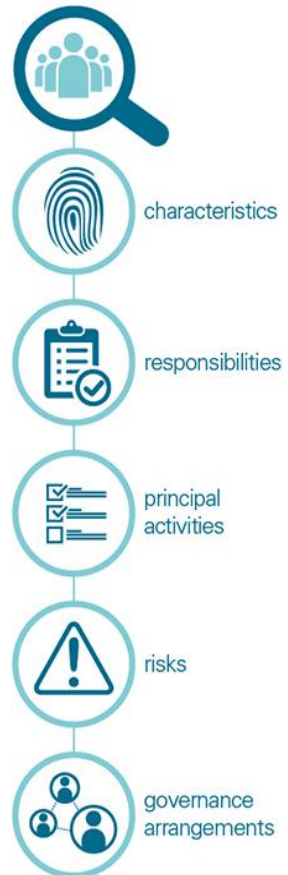 characteristics
responsibilities
principal
activities
risks
governance
arrangements